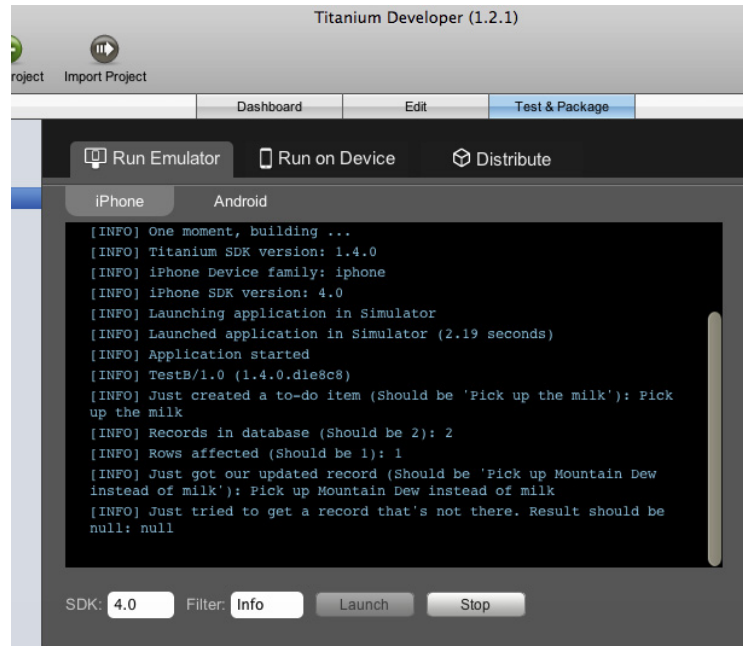 Titanium Developer (1.2.1)
roject Import Project
Dashboard Edit Test & Package
Run Emulator Run on Device Distribute
iPhone Android
[INFO] One moment, building ...
[INFO] Titanium SDK version: 1.4.0
[INFO] iPhone Device family: iphone
[INFO] iPhone SDK version: 4.0
[INFO] Launching application in Simulator
[INFO] Launched application in Simulator (2.19 seconds)
[INFO] Application started
[INFO] TestB/1.0 (1.4.0.d1e8c8)
[INFO] Just created a to-do item (Should be 'Pick up the milk'): Pick
up the milk
[INFO] Records in database (Should be 2): 2
[INFO] Rows affected (Should be 1): 1
[INFO] Just got our updated record (Should be 'Pick up Mountain Dew
instead of milk'): Pick up Mountain Dew instead of milk
[INFO] Just tried to get a record that's not there. Result should be
null: null
SDK: 4.0 Filter: Info Launch Stop